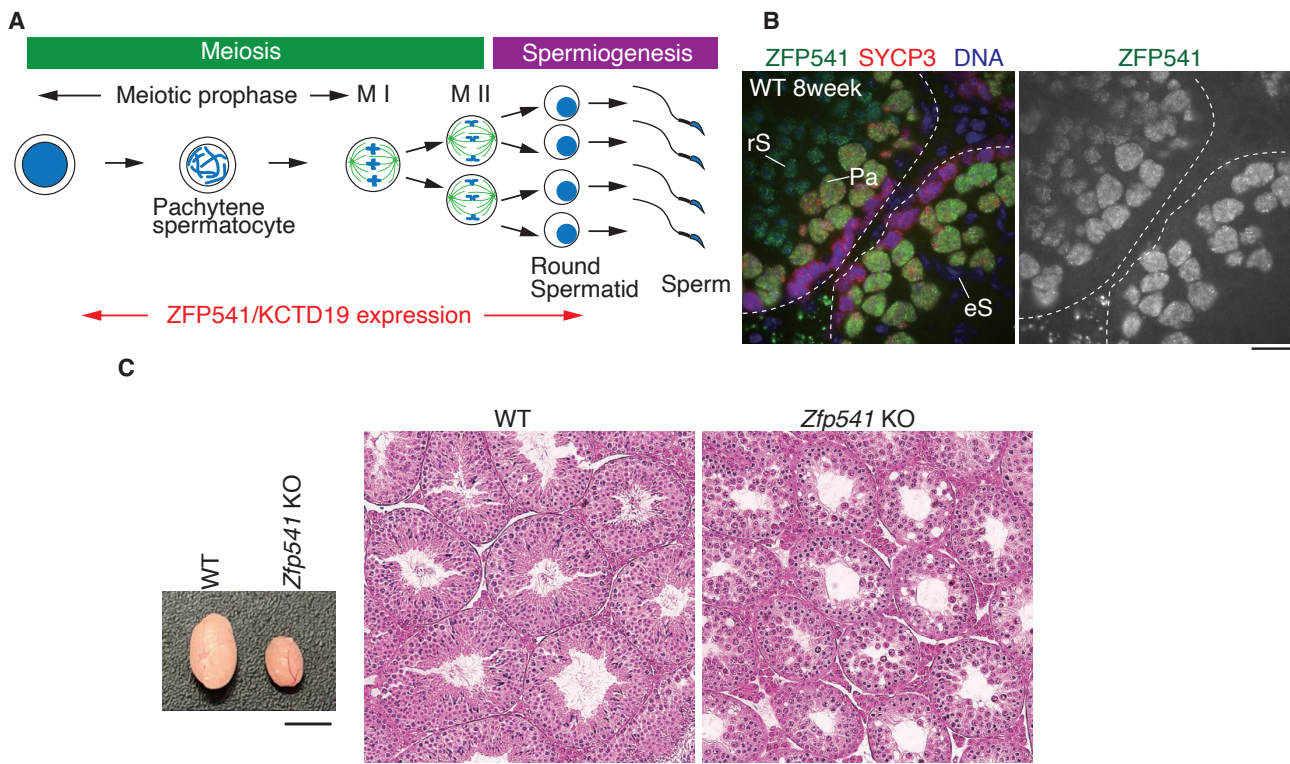 A
Meiosis
Spermiogenesis
Meiotic prophase
M I
M II
Pachytene
spermatocyte
Round
Spermatid
Sperm
ZFP541/KCTD19 expression
B
ZFP541 SYCP3 DNA
ZFP541
WT 8week
rS
Pa
eS
C
WT
Zfp541 KO
WT
Zfp541 KO